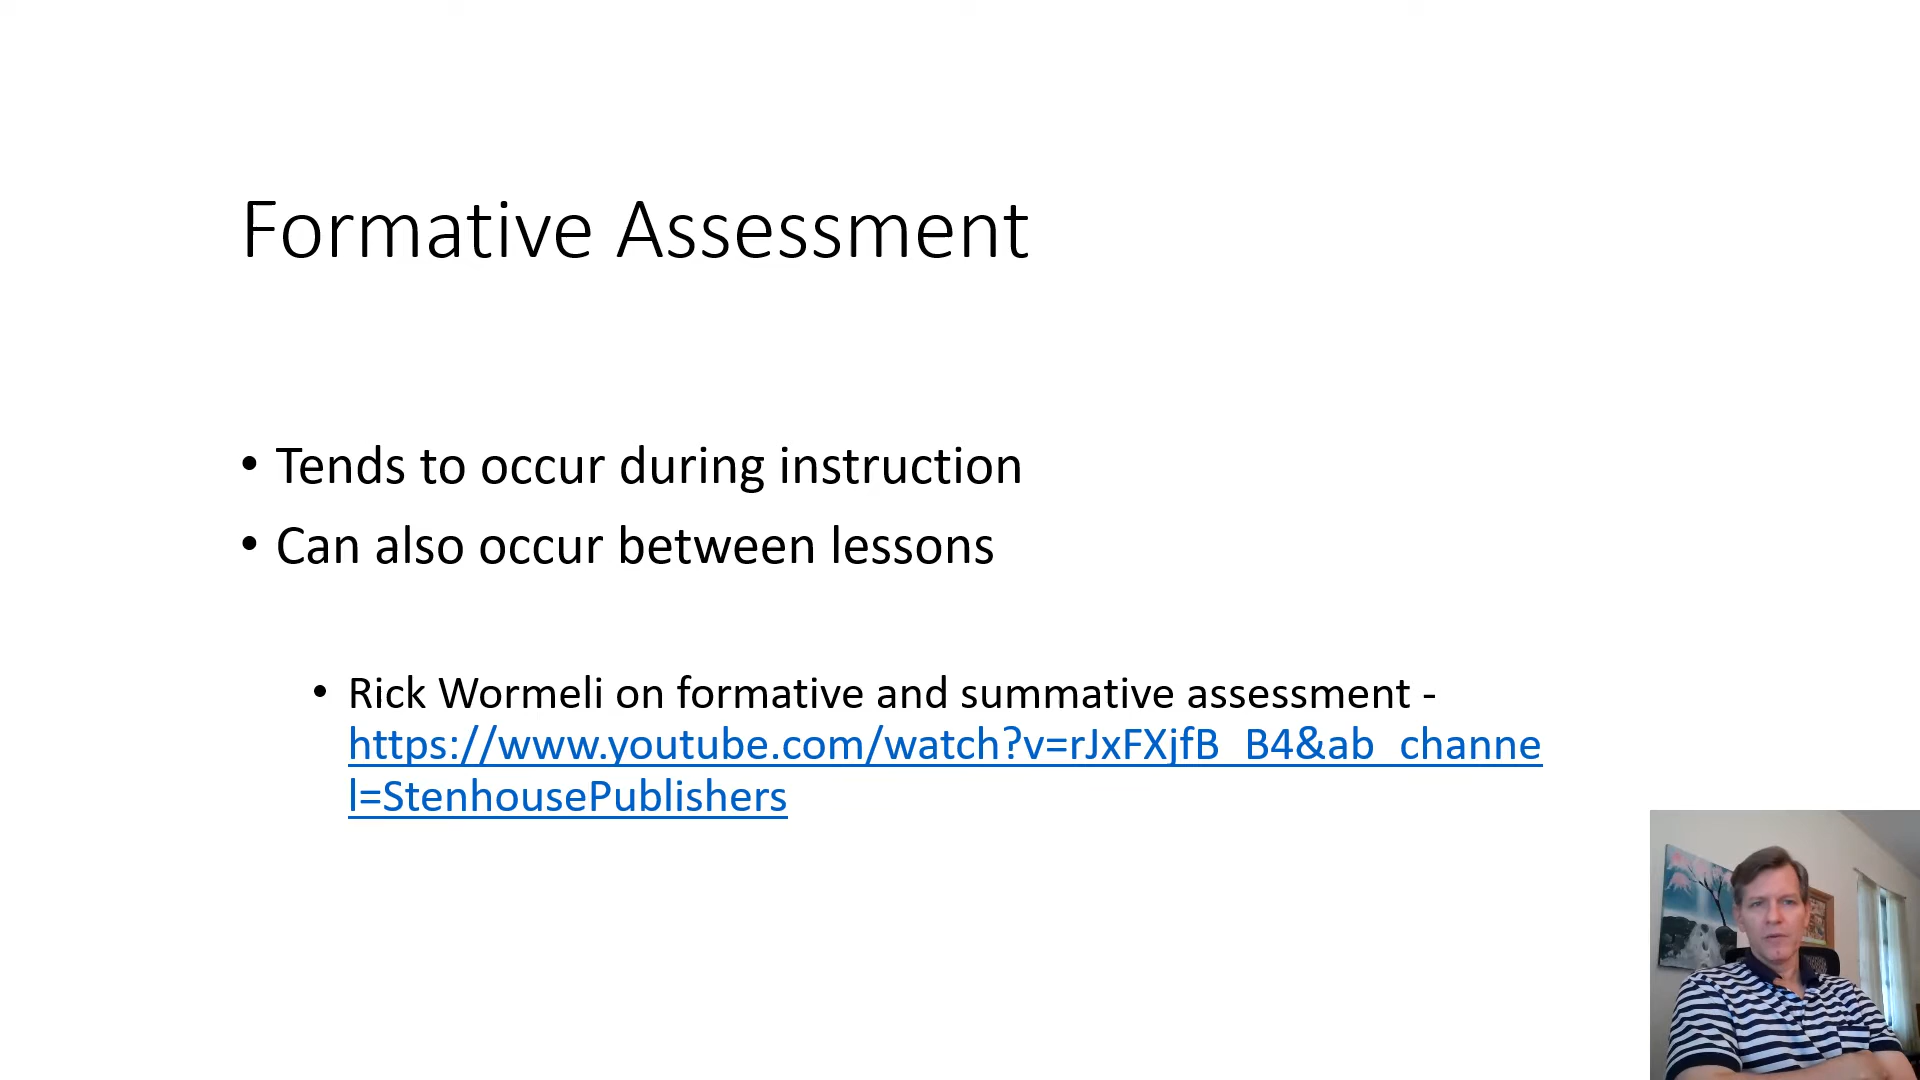 Formative Assessment
• Tends to occur during instruction
• Can also occur between lessons
• Rick Wormeli on formative and summative assessment -
https://www.youtube.com/watch?v=rJxFXjfB_B4&ab_channe
l=StenhousePublishers